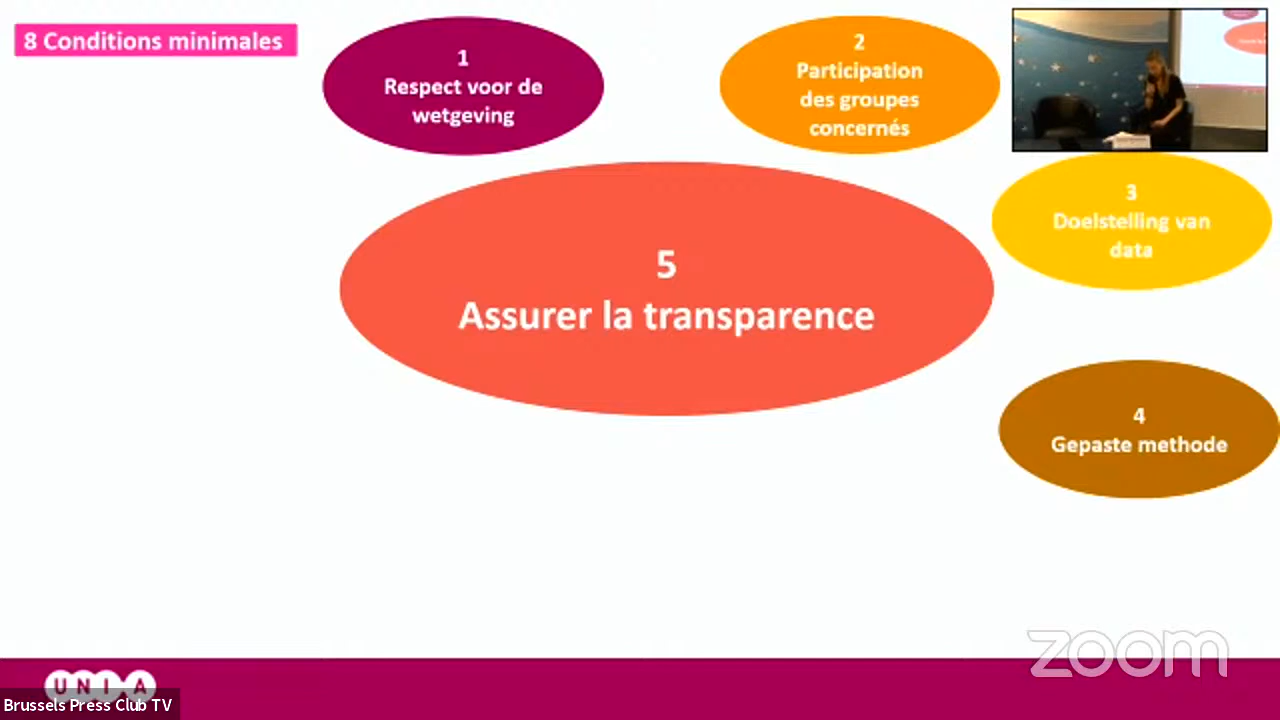 8 Conditions minimales
1
Respect voor de
wetgeving
2
Participation
des groupes
concernés
3
Doelstelling van
data
5
Assurer la transparence
4
Gepaste methode
zoom
UNIA
Brussels Press Club TV